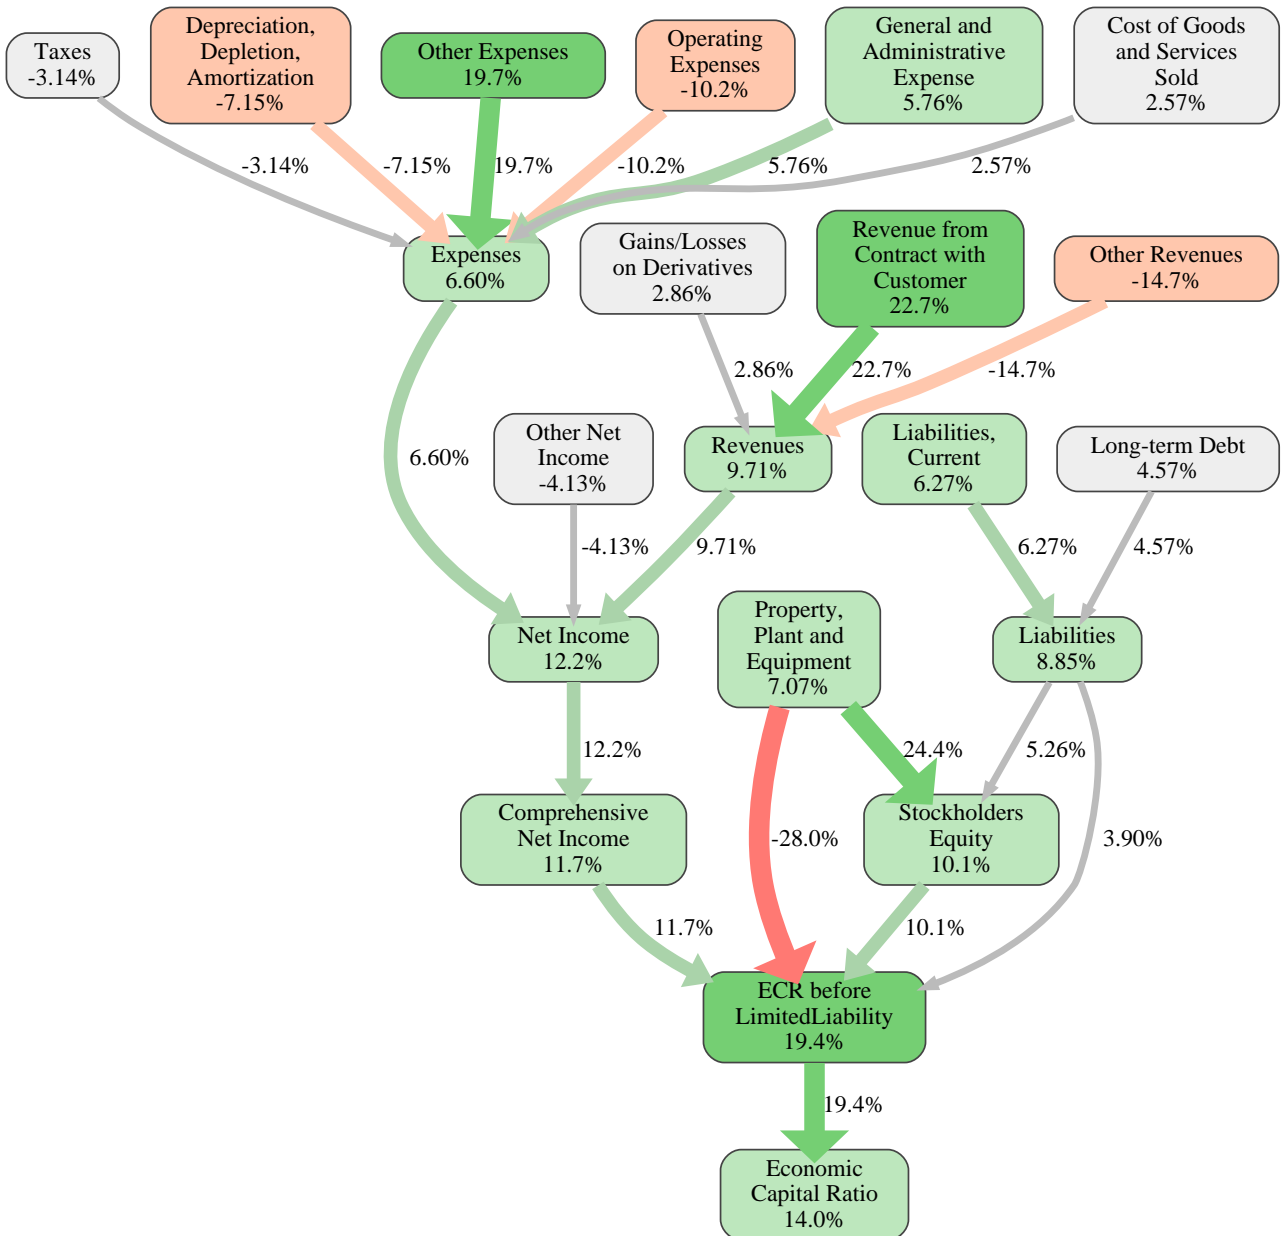 Taxes
-3.14%
Depreciation,
Depletion,
Amortization
-7.15%
Other Expenses
19.7%
Operating
Expenses
-10.2%
General and
Administrative
Expense
5.76%
Cost of Goods
and Services
Sold
2.57%
-3.14%
-7.15%
19.7%
-10.2%
5.76%
2.57%
Expenses
6.60%
Gains/Losses
on Derivatives
2.86%
Revenue from
Contract with
Customer
22.7%
Other Revenues
-14.7%
2.86%
22.7%
-14.7%
6.60%
Other Net
Income
-4.13%
Revenues
9.71%
Liabilities,
Current
6.27%
Long-term Debt
4.57%
-4.13%
9.71%
6.27%
4.57%
Net Income
12.2%
Property,
Plant and
Equipment
7.07%
Liabilities
8.85%
12.2%
24.4%
5.26%
Comprehensive
Net Income
11.7%
-28.0%
Stockholders
Equity
10.1%
3.90%
11.7%
10.1%
ECR before
LimitedLiability
19.4%
19.4%
Economic
Capital Ratio
14.0%